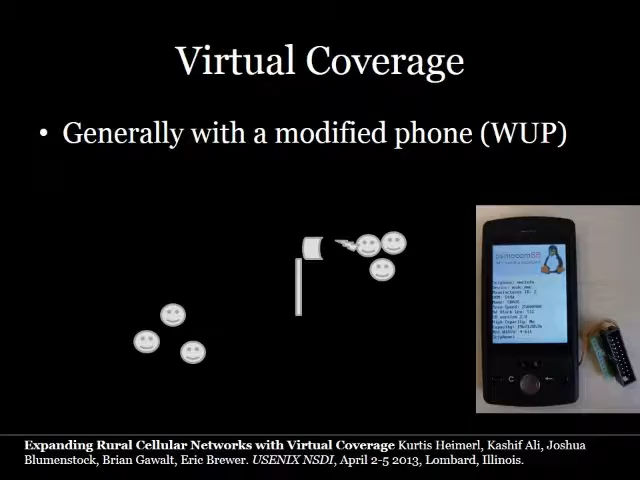 Virtual Coverage
• Generally with a modified phone (WUP)
Expanding Rural Cellular Networks with Virtual Coverage Kurtis Heimerl, Kashif Ali, Joshua
Blumenstock, Brian Gawalt, Eric Brewer. USENIX NSDI, April 2-5 2013, Lombard, Illinois.